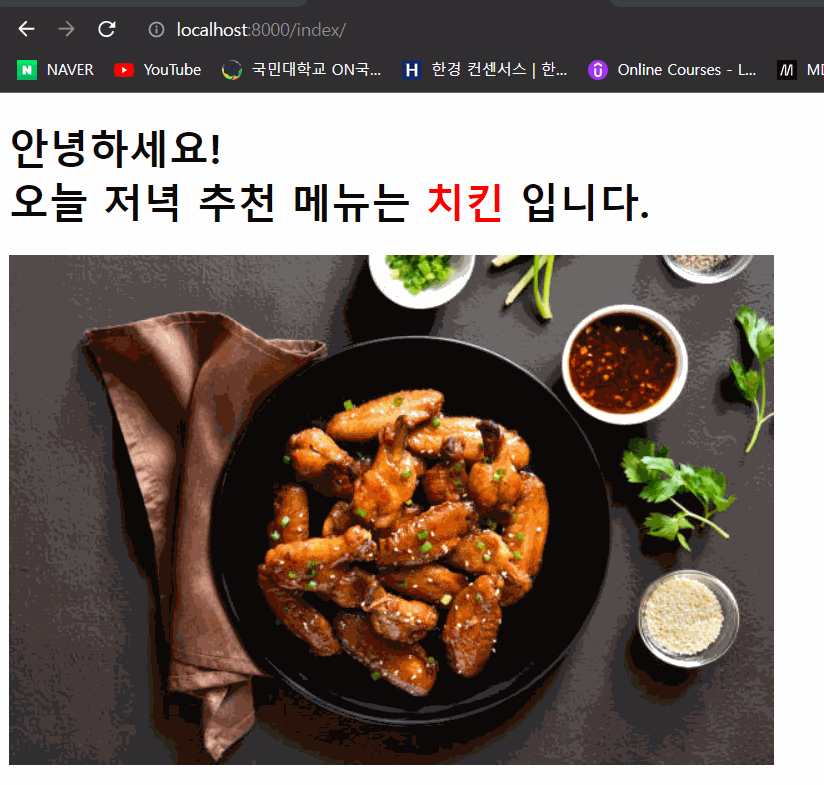 localhost:8000/index/
NAVER YouTube 국민대학교 ON국... 한경 컨센서스 | 한... Online Courses - L...
안녕하세요!
오늘 저녁 추천 메뉴는 치킨 입니다.